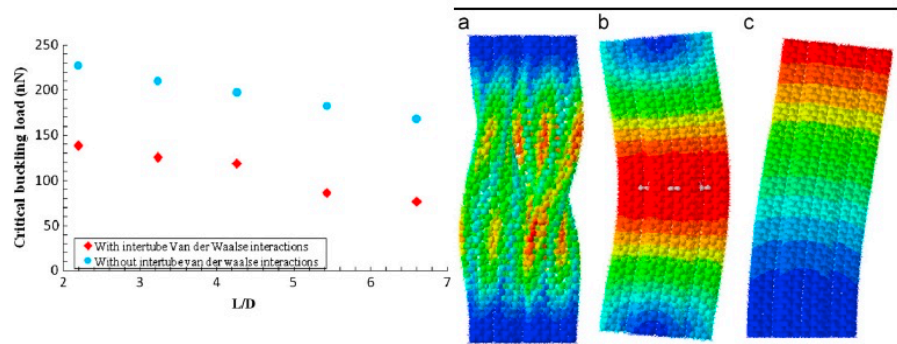 Critical buckling load (nN)
250
200
150
100
50
0
With intertube Van der Waalse interactions
Without intertube van der waalse interactions
2 3 4 5 6 7
L/D
a b c